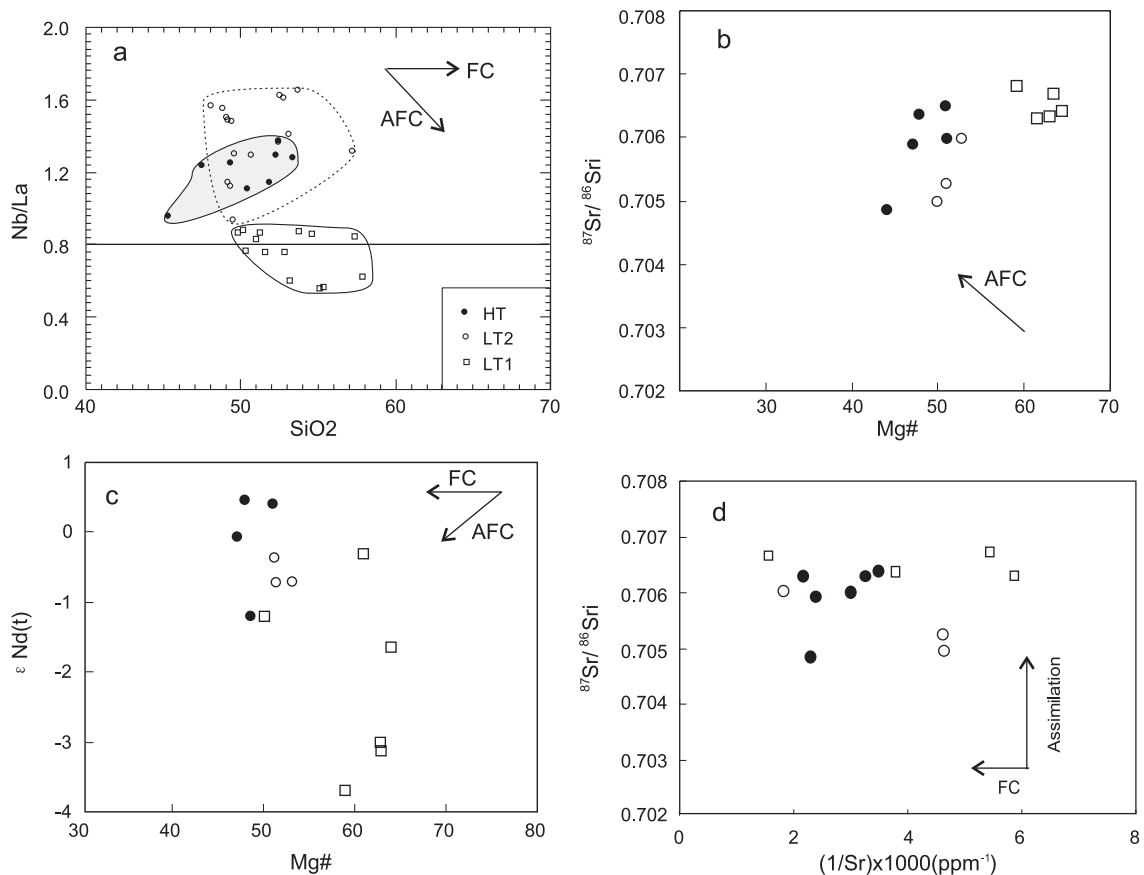 a
2.0
1.6
1.2
0.8
0.4
0.0
Nb/La
40
50
60
70
SiO2
FC
AFC
HT
LT2
LT1
b
0.708
0.707
0.706
0.705
0.704
0.703
0.702
87Sr/ 86Sri
30
40
50
60
70
Mg#
AFC
c
1
0
-1
-2
-3
-4
ε Nd(t)
30
40
50
60
70
80
Mg#
FC
AFC
d
0.708
0.707
0.706
0.705
0.704
0.703
0.702
87Sr/ 86Sri
0
2
4
6
8
(1/Sr)x1000(ppm-1)
Assimilation
FC